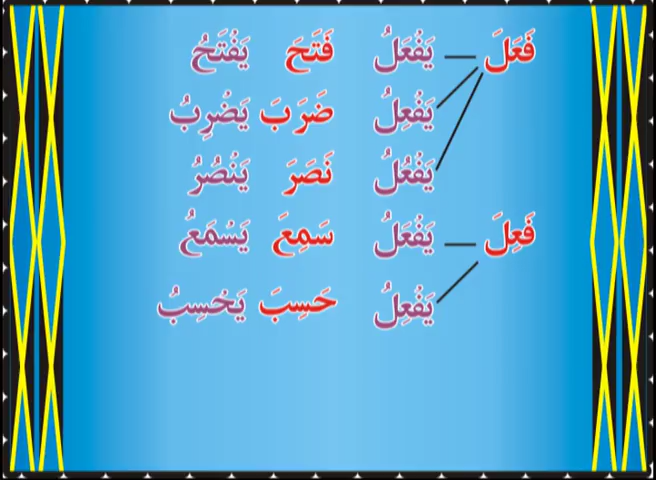 فَعَلَ يَفْعَلُ فَتَحَ يَفْتَحُ
يَفْعِلُ ضَرَبَ يَضْرِبُ
يَفْعُلُ نَصَرَ يَنْصُرُ
فَعِلَ يَفْعَلُ سَمِعَ يَسْمَعُ
يَفْعِلُ حَسِبَ يَحْسِبُ